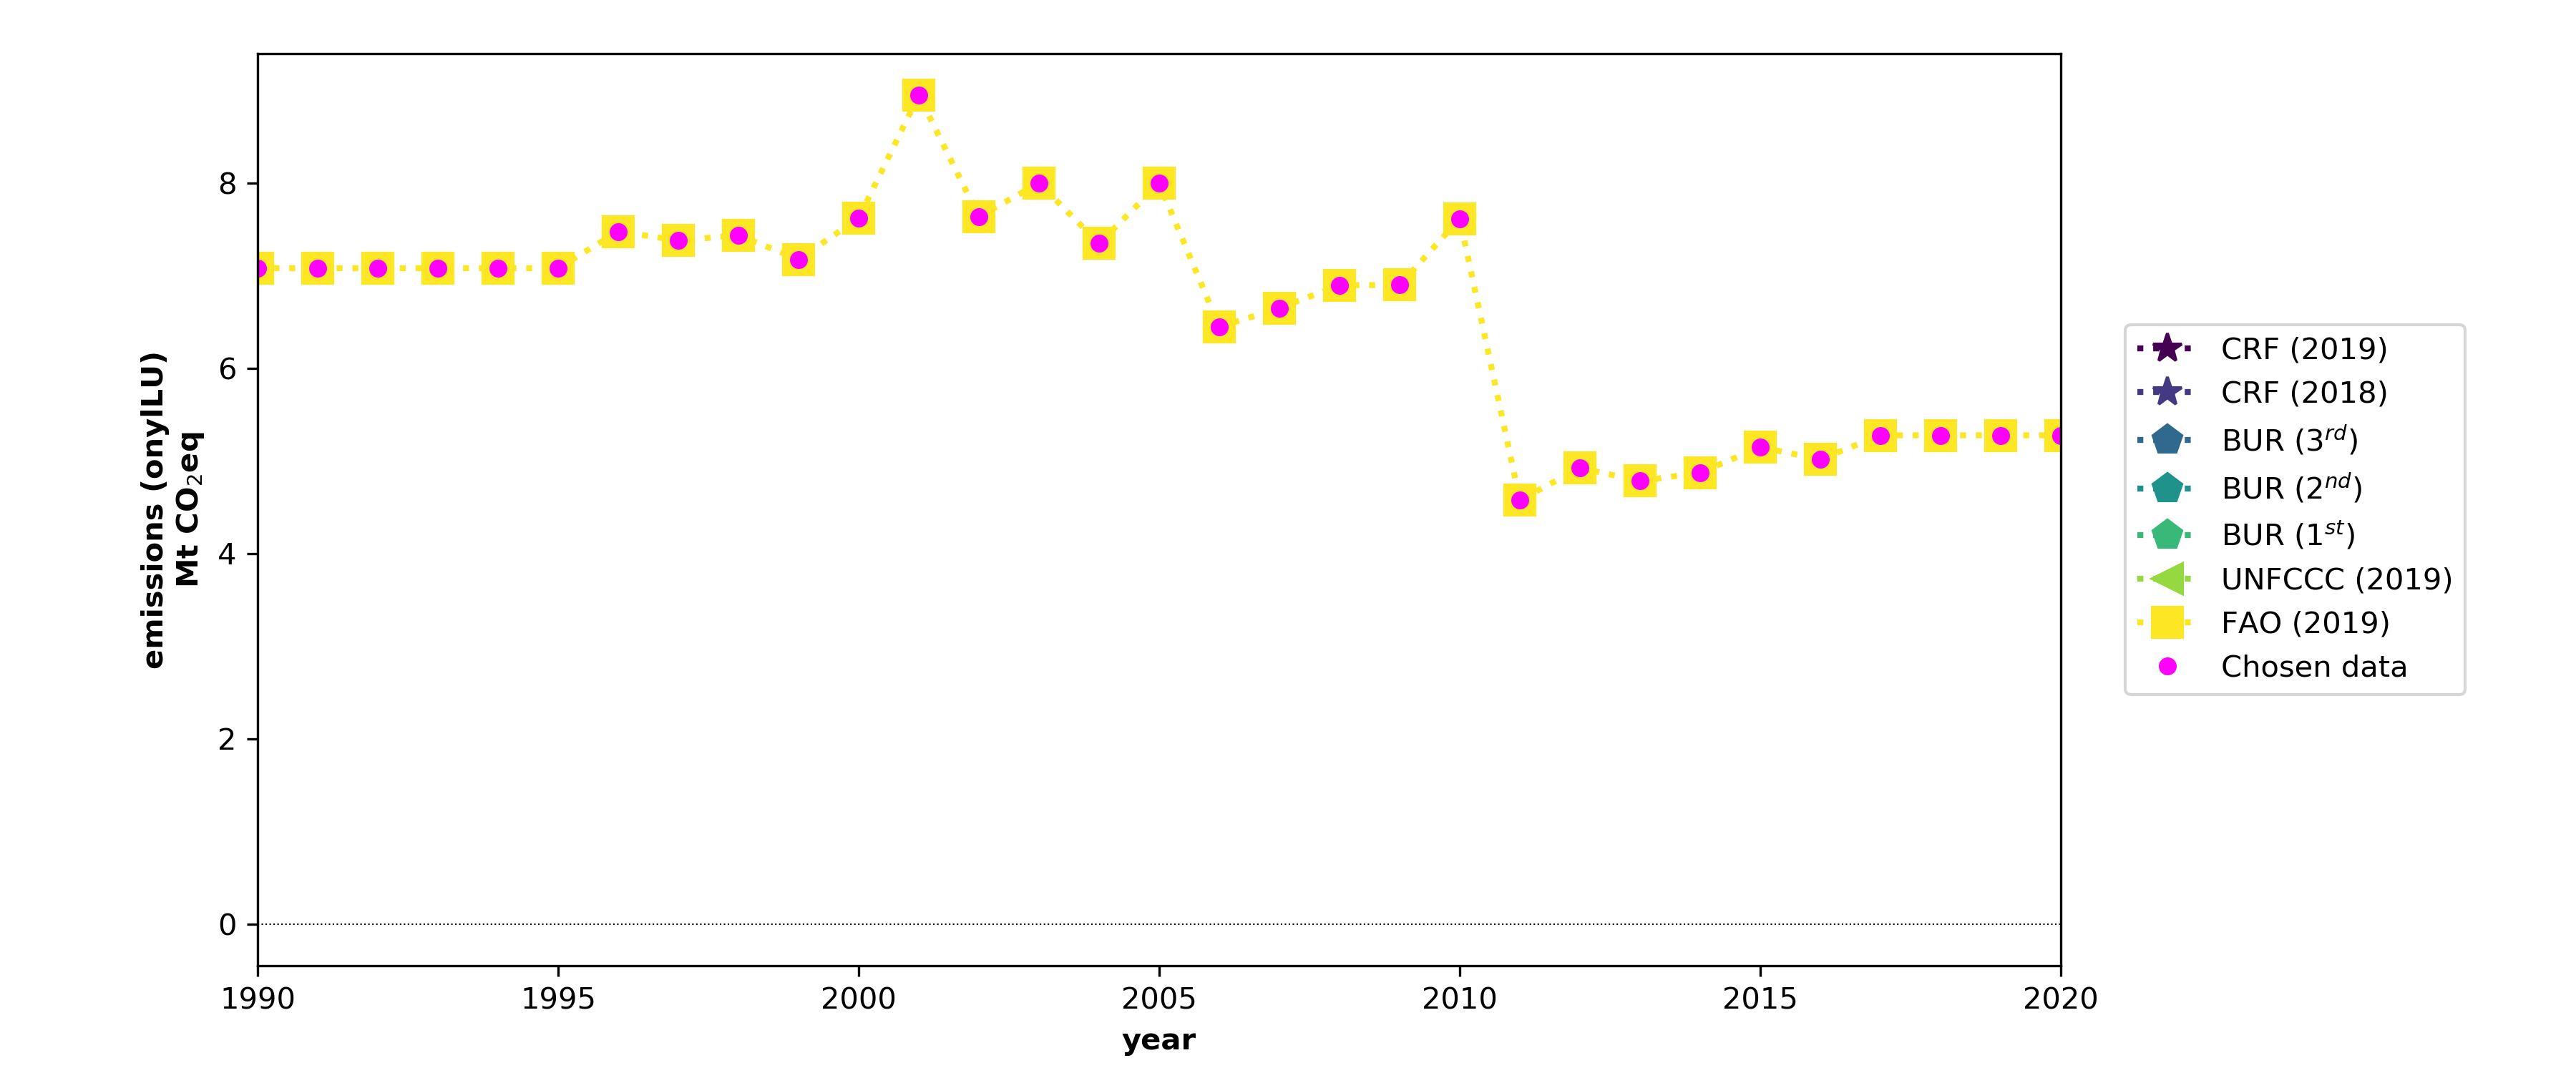 emissions (onylLU)
Mt CO₂eq
8
6
4
2
0
1990 1995 2000 2005 2010 2015 2020
year
CRF (2019)
CRF (2018)
BUR (3ʳᵈ)
BUR (2ⁿᵈ)
BUR (1ˢᵗ)
UNFCCC (2019)
FAO (2019)
Chosen data